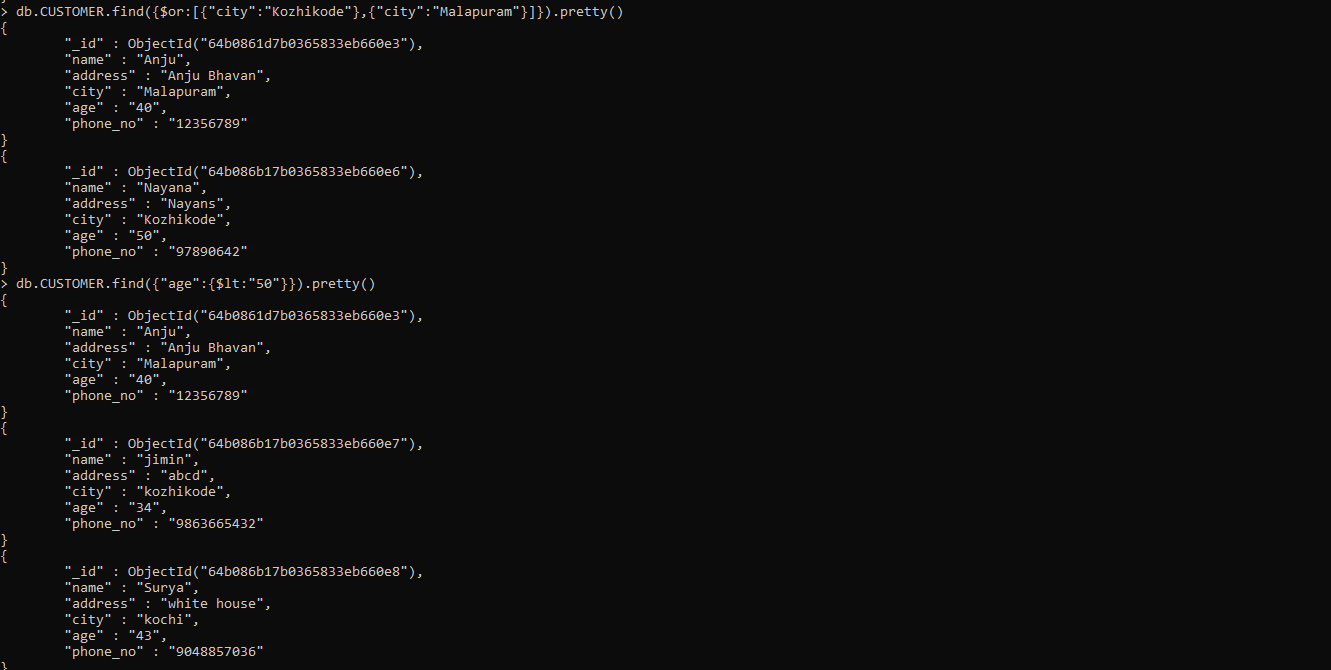 > db.CUSTOMER.find({$or:[{"city":"Kozhikode"},{"city":"Malapuram"}]}).pretty()
{
        "_id" : ObjectId("64b0861d7b0365833eb660e3"),
        "name" : "Anju",
        "address" : "Anju Bhavan",
        "city" : "Malapuram",
        "age" : "40",
        "phone_no" : "12356789"
}
{
        "_id" : ObjectId("64b086b17b0365833eb660e6"),
        "name" : "Nayana",
        "address" : "Nayans",
        "city" : "Kozhikode",
        "age" : "50",
        "phone_no" : "97890642"
}
> db.CUSTOMER.find({"age":{$lt:"50"}}).pretty()
{
        "_id" : ObjectId("64b0861d7b0365833eb660e3"),
        "name" : "Anju",
        "address" : "Anju Bhavan",
        "city" : "Malapuram",
        "age" : "40",
        "phone_no" : "12356789"
}
{
        "_id" : ObjectId("64b086b17b0365833eb660e7"),
        "name" : "jimin",
        "address" : "abcd",
        "city" : "kozhikode",
        "age" : "34",
        "phone_no" : "9863665432"
}
{
        "_id" : ObjectId("64b086b17b0365833eb660e8"),
        "name" : "Surya",
        "address" : "white house",
        "city" : "kochi",
        "age" : "43",
        "phone_no" : "9048857036"
}